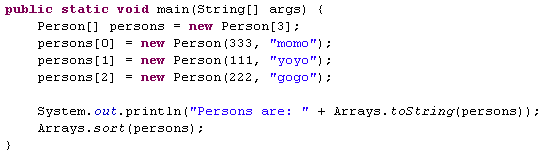 public static void main(String[] args) {
    Person[] persons = new Person[3];
    persons[0] = new Person(333, "momo");
    persons[1] = new Person(111, "yoyo");
    persons[2] = new Person(222, "gogo");

    System.out.println("Persons are: " + Arrays.toString(persons));
    Arrays.sort(persons);
}